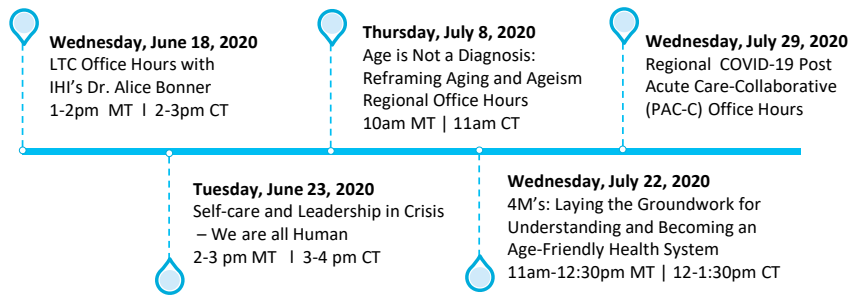 Wednesday, June 18, 2020
LTC Office Hours with
IHI's Dr. Alice Bonner
1-2pm  MT  l  2-3pm CT
Tuesday, June 23, 2020
Self-care and Leadership in Crisis
– We are all Human
2-3 pm MT  l  3-4 pm CT
Thursday, July 8, 2020
Age is Not a Diagnosis:
Reframing Aging and Ageism
Regional Office Hours
10am MT | 11am CT
Wednesday, July 22, 2020
4M's: Laying the Groundwork for
Understanding and Becoming an
Age-Friendly Health System
11am-12:30pm MT | 12-1:30pm CT
Wednesday, July 29, 2020
Regional  COVID-19 Post
Acute Care-Collaborative
(PAC-C) Office Hours